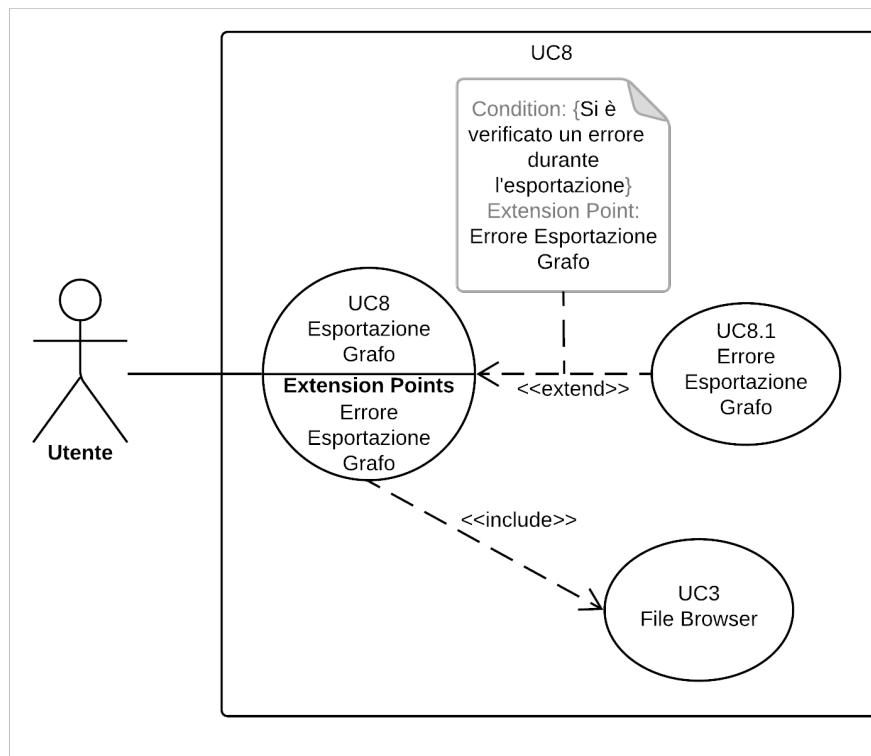 UC8
Condition: {Si è
verificato un errore
durante
l'esportazione}
Extension Point:
Errore Esportazione
Grafo
UC8
Esportazione
Grafo
Extension Points
Errore
Esportazione
Grafo
<<extend>>
UC8.1
Errore
Esportazione
Grafo
Utente
<<include>>
UC3
File Browser